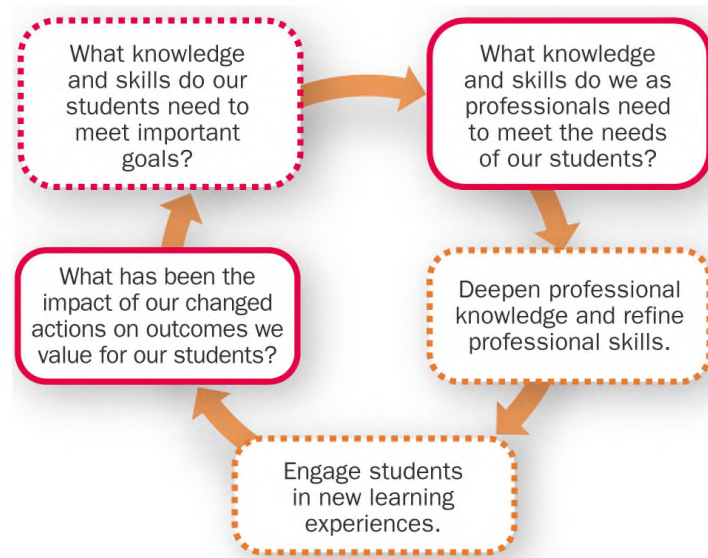 What knowledge
and skills do our
students need to
meet important
goals?
What knowledge
and skills do we as
professionals need
to meet the needs
of our students?
Deepen professional
knowledge and refine
professional skills.
Engage students
in new learning
experiences.
What has been the
impact of our changed
actions on outcomes we
value for our students?